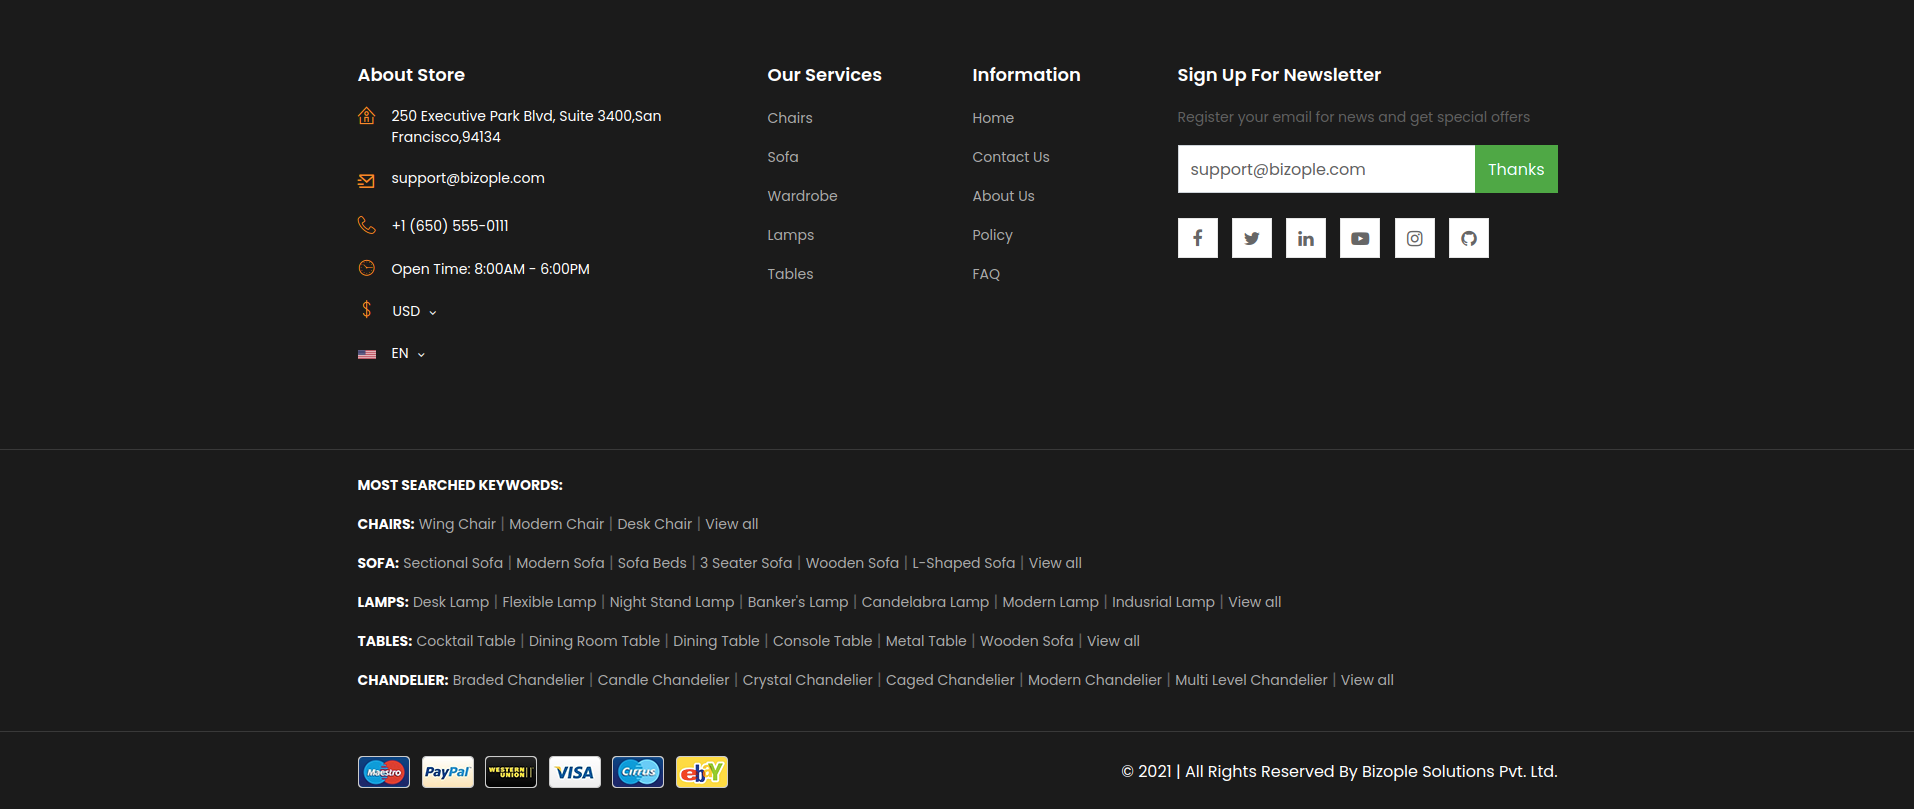 About Store
250 Executive Park Blvd, Suite 3400,San
Francisco,94134
support@bizople.com
+1 (650) 555-0111
Open Time: 8:00AM - 6:00PM
USD
EN
Our Services
Chairs
Sofa
Wardrobe
Lamps
Tables
Information
Home
Contact Us
About Us
Policy
FAQ
Sign Up For Newsletter
Register your email for news and get special offers
support@bizople.com Thanks
MOST SEARCHED KEYWORDS:
CHAIRS: Wing Chair | Modern Chair | Desk Chair | View all
SOFA: Sectional Sofa | Modern Sofa | Sofa Beds | 3 Seater Sofa | Wooden Sofa | L-Shaped Sofa | View all
LAMPS: Desk Lamp | Flexible Lamp | Night Stand Lamp | Banker's Lamp | Candelabra Lamp | Modern Lamp | Indusrial Lamp | View all
TABLES: Cocktail Table | Dining Room Table | Dining Table | Console Table | Metal Table | Wooden Sofa | View all
CHANDELIER: Braded Chandelier | Candle Chandelier | Crystal Chandelier | Caged Chandelier | Modern Chandelier | Multi Level Chandelier | View all
Maestro PayPal WESTERN UNION VISA Cirrus ebaY
© 2021 | All Rights Reserved By Bizople Solutions Pvt. Ltd.